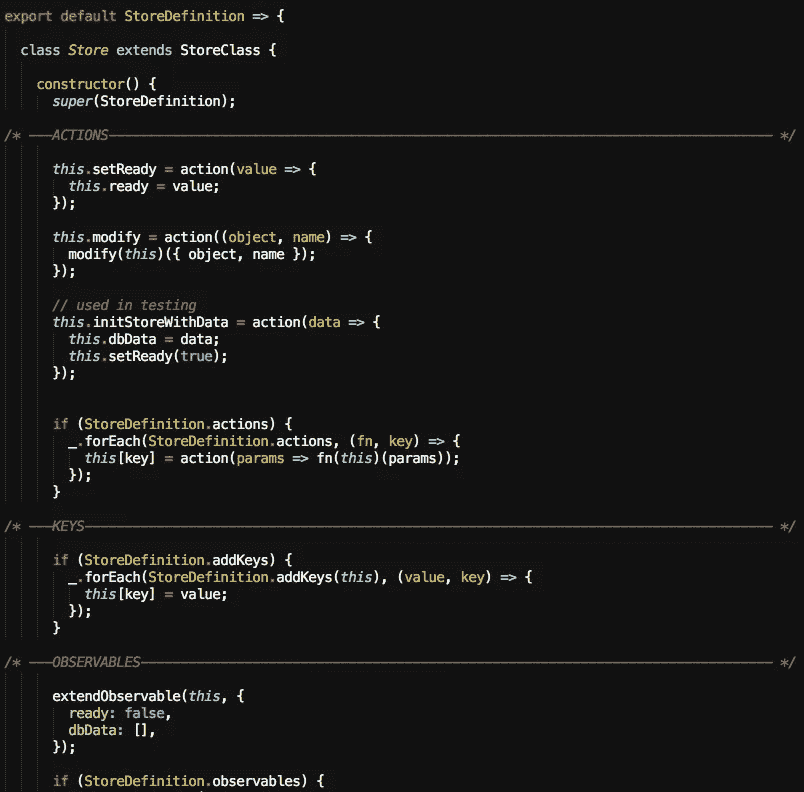 export default StoreDefinition => {
class Store extends StoreClass {
constructor() {
super(StoreDefinition);
/* ——ACTIONS—————————————————————————————————————————— */
this.setReady = action(value => {
this.ready = value;
});
this.modify = action((object, name) => {
modify(this)({ object, name });
});
// used in testing
this.initStoreWithData = action(data => {
this.dbData = data;
this.setReady(true);
});
if (StoreDefinition.actions) {
_.forEach(StoreDefinition.actions, (fn, key) => {
this[key] = action(params => fn(this)(params));
});
}
/* ——KEYS—————————————————————————————————————————— */
if (StoreDefinition.addKeys) {
_.forEach(StoreDefinition.addKeys(this), (value, key) => {
this[key] = value;
});
}
/* ——OBSERVABLES—————————————————————————————————————————— */
extendObservable(this, {
ready: false,
dbData: [],
});
if (StoreDefinition.observables) {